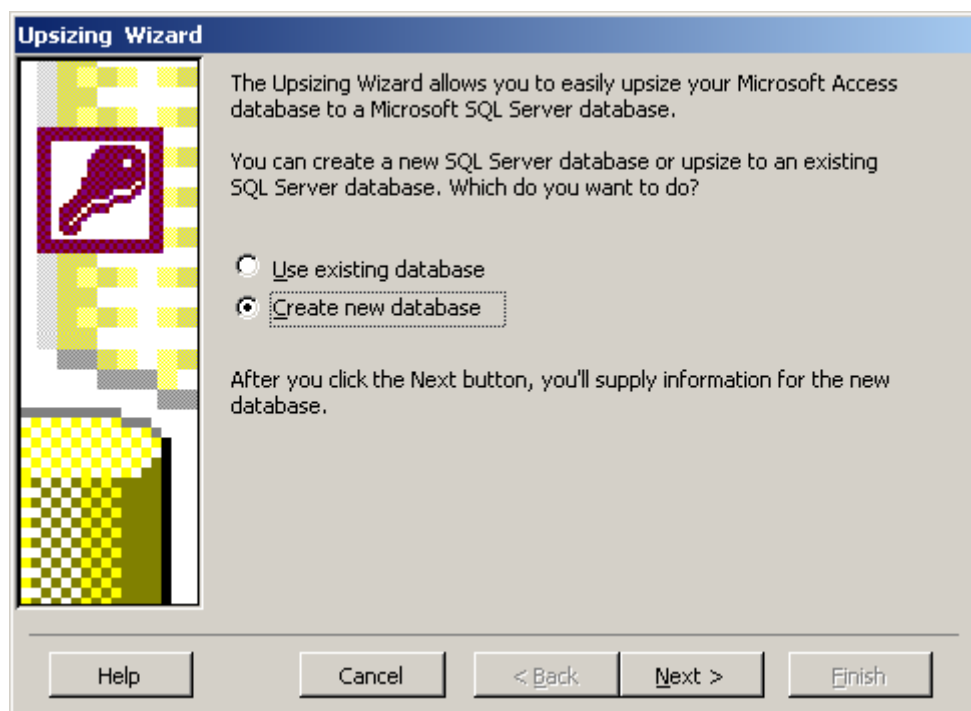 Upsizing Wizard
The Upsizing Wizard allows you to easily upsize your Microsoft Access
database to a Microsoft SQL Server database.
You can create a new SQL Server database or upsize to an existing
SQL Server database. Which do you want to do?
Use existing database
Create new database
After you click the Next button, you'll supply information for the new
database.
Help Cancel < Back Next > Finish